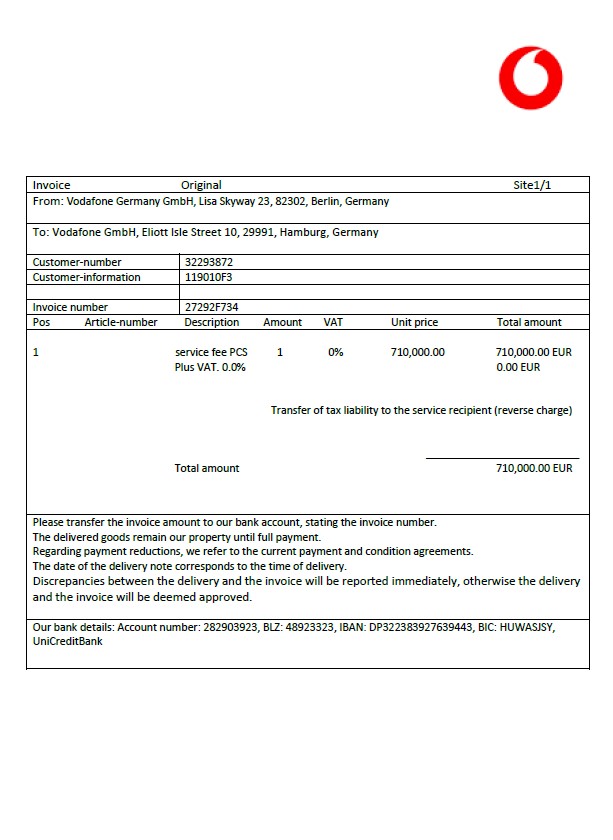 Invoice Original Site1/1
From: Vodafone Germany GmbH, Lisa Skyway 23, 82302, Berlin, Germany
To: Vodafone GmbH, Eliott Isle Street 10, 29991, Hamburg, Germany
Customer-number 32293872
Customer-information 119010F3
Invoice number 27292F734
Pos Article-number Description Amount VAT Unit price Total amount
1 service fee PCS 1 0% 710,000.00 710,000.00 EUR
Plus VAT. 0.0% 0.00 EUR
Transfer of tax liability to the service recipient (reverse charge)
Total amount 710,000.00 EUR
Please transfer the invoice amount to our bank account, stating the invoice number.
The delivered goods remain our property until full payment.
Regarding payment reductions, we refer to the current payment and condition agreements.
The date of the delivery note corresponds to the time of delivery.
Discrepancies between the delivery and the invoice will be reported immediately, otherwise the delivery
and the invoice will be deemed approved.
Our bank details: Account number: 282903923, BLZ: 48923323, IBAN: DP322383927639443, BIC: HUWASJSY,
UniCreditBank